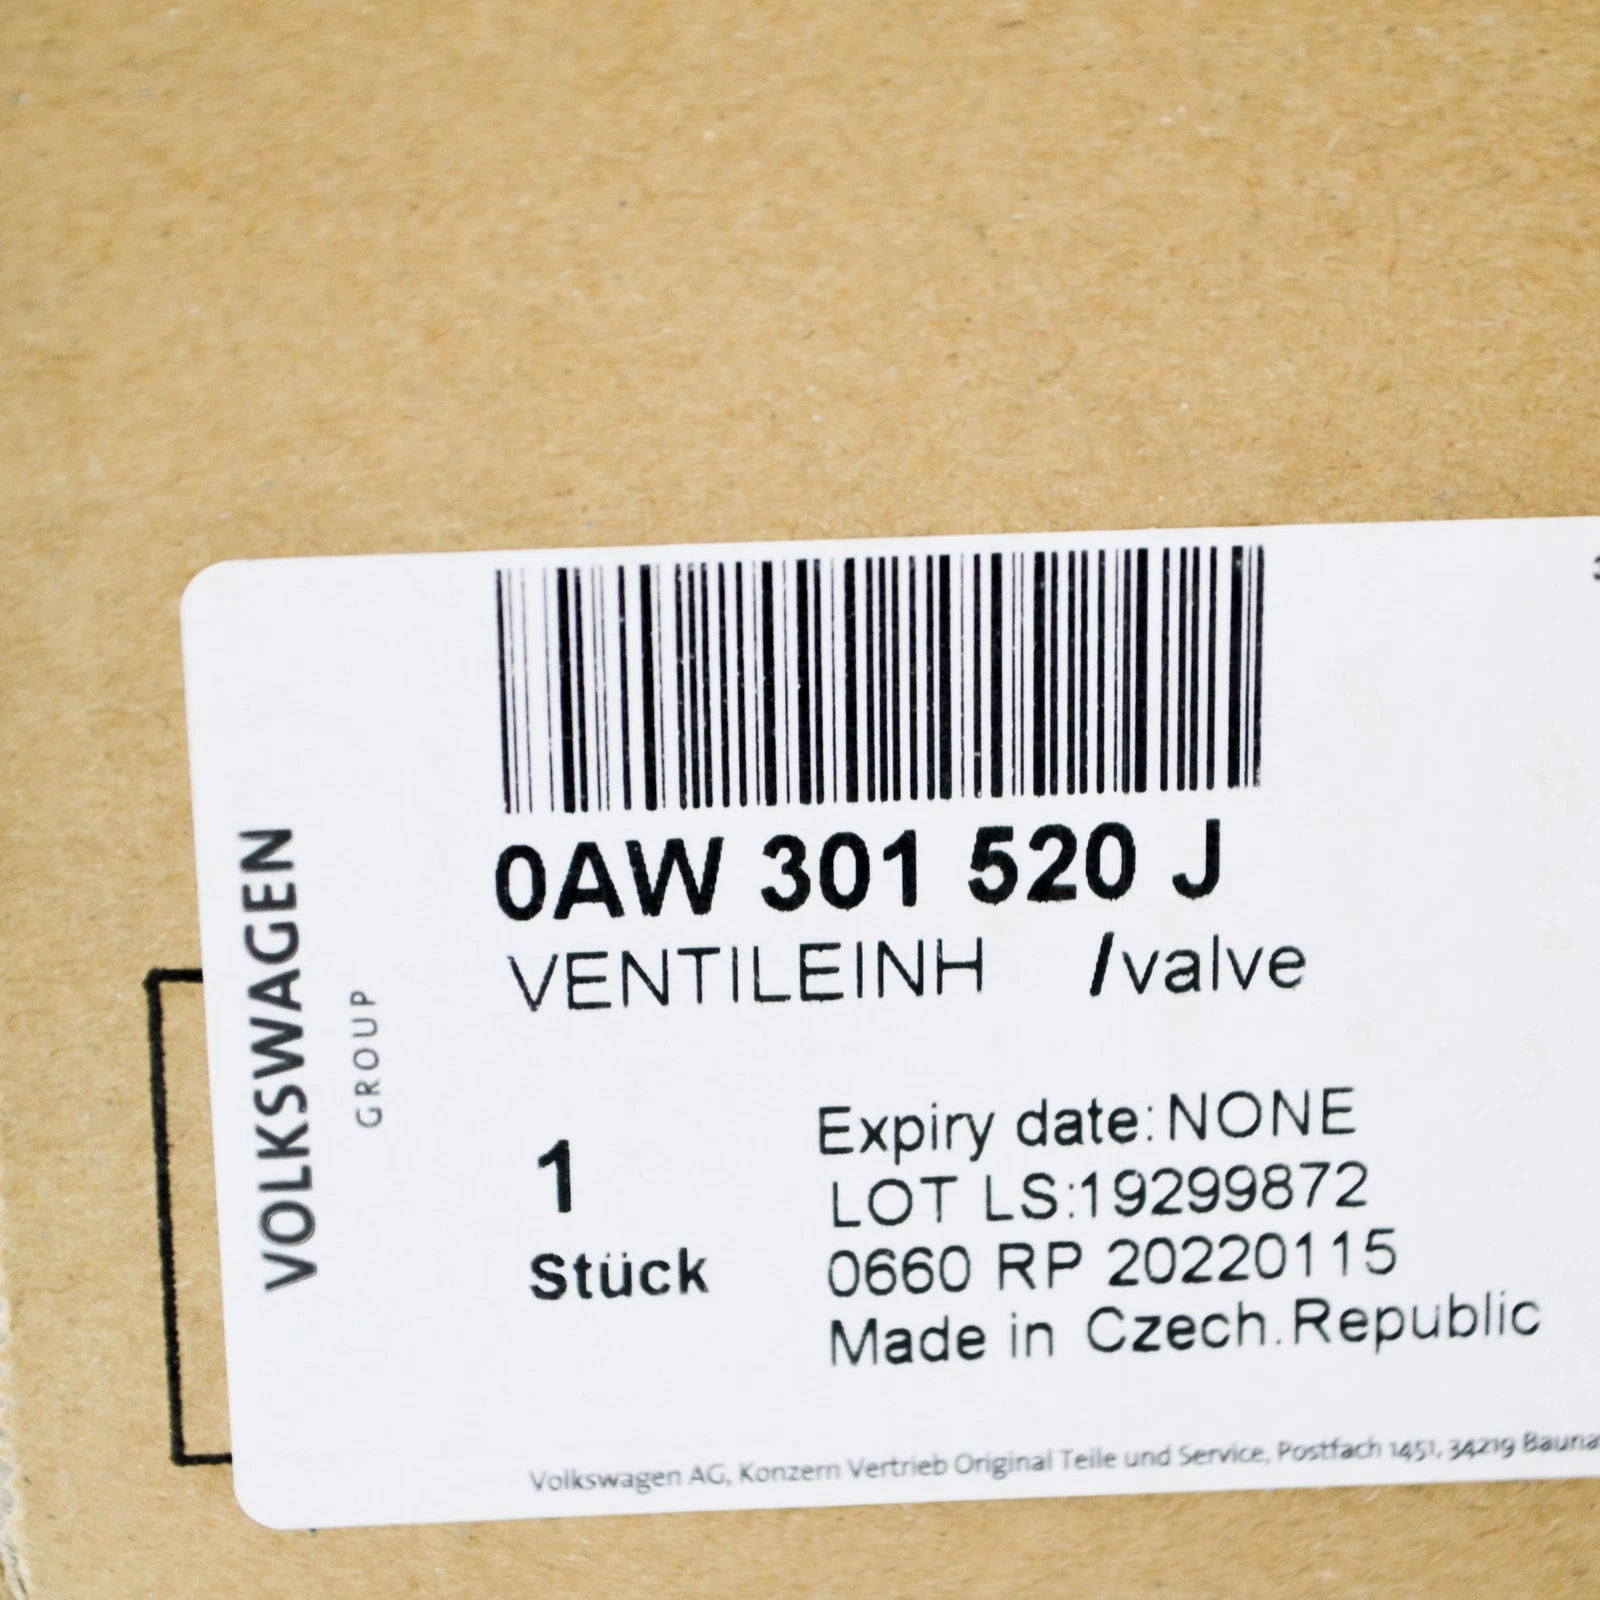 VOLKSWAGEN
GROUP
0AW 301 520 J
VENTILEINH /valve
1
Stück
Expiry date:NONE
LOT LS:19299872
0660 RP 20220115
Made in Czech.Republic
Volkswagen AG, Konzern Vertrieb Original Teile und Service, Postfach 1451, 34219